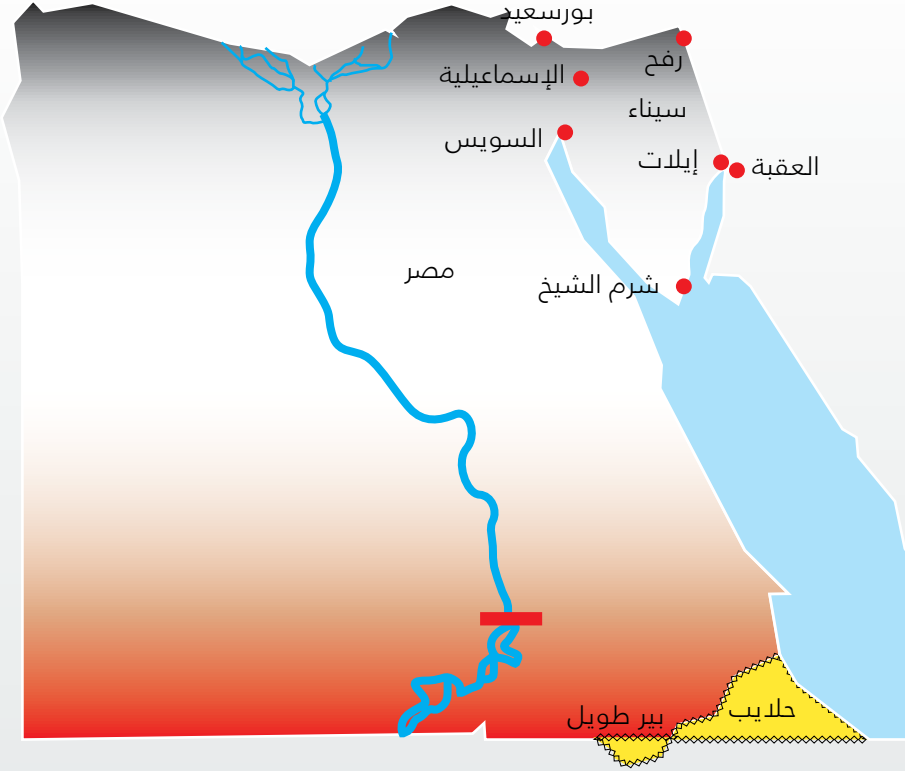 بورسعيد
رفح
الإسماعيلية
سيناء
السويس
إيلات
العقبة
شرم الشيخ
مصر
حلايب
بير طويل